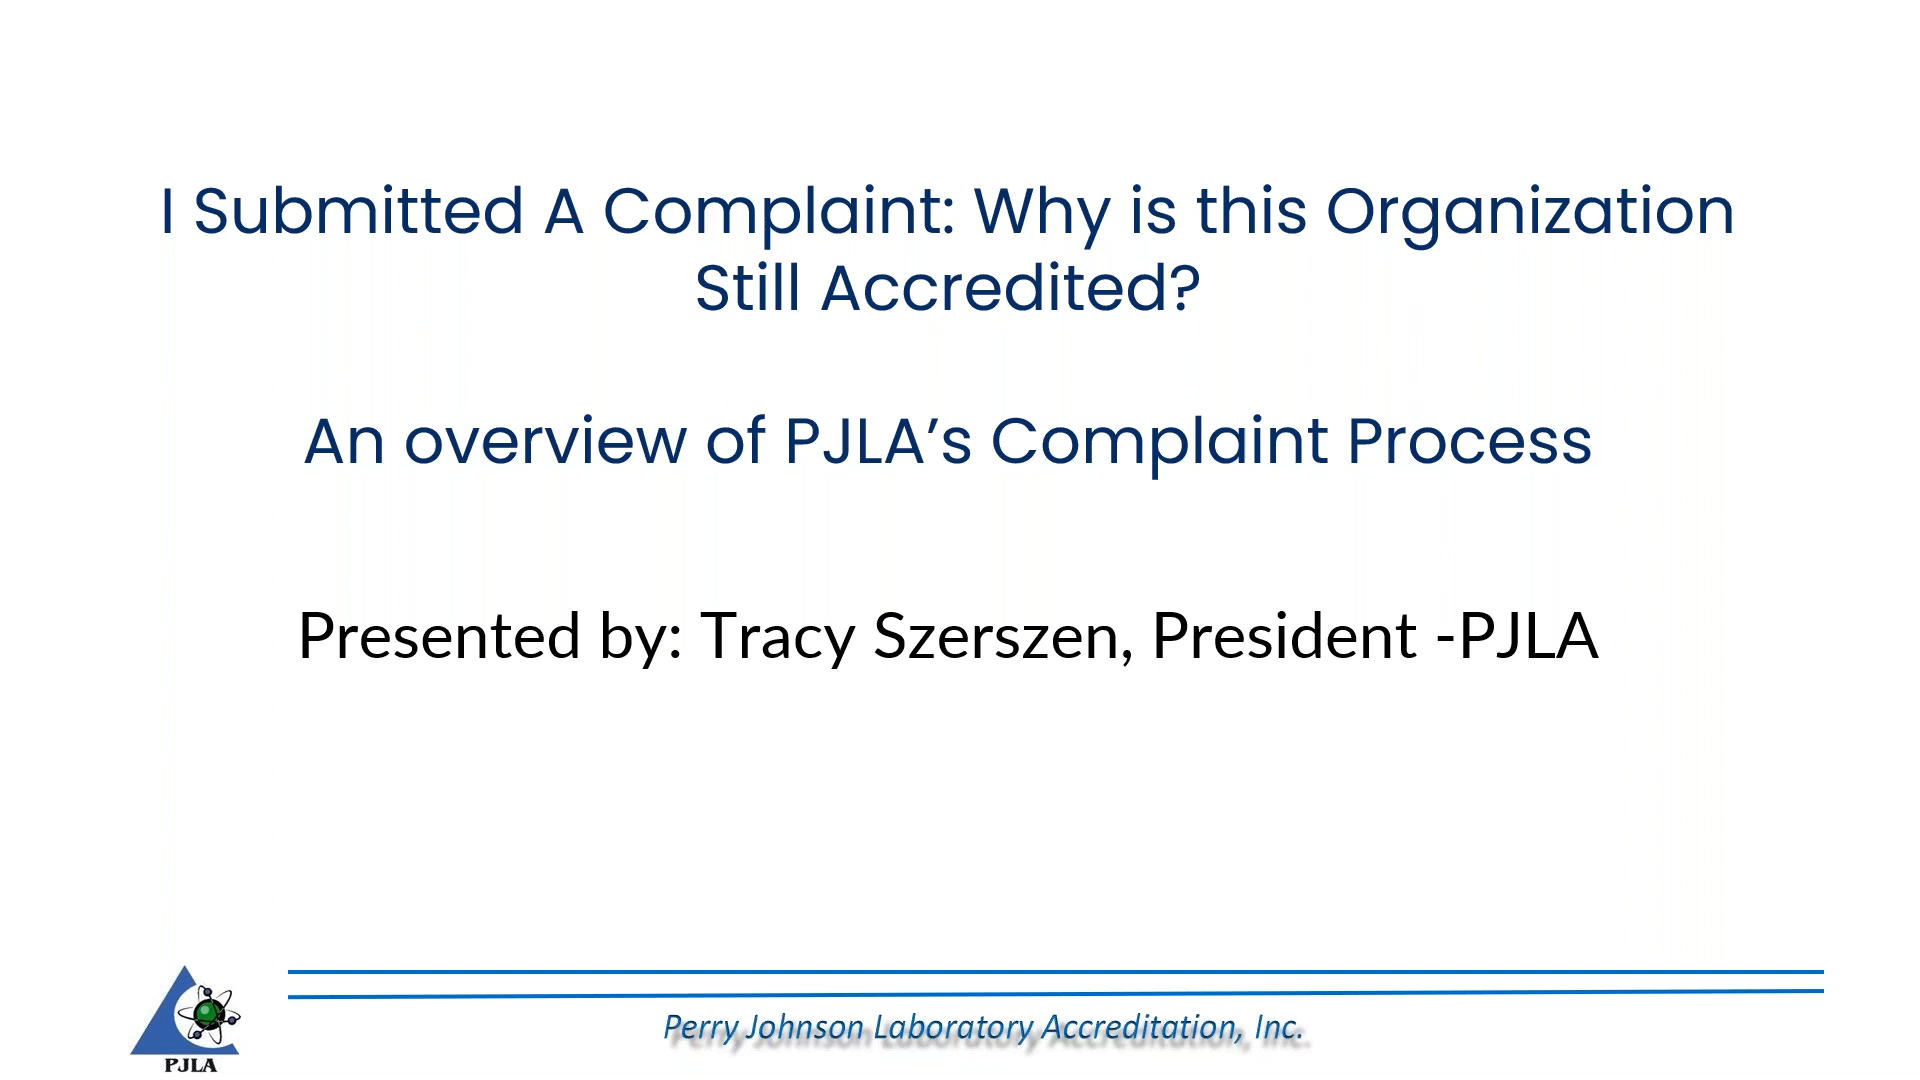 I Submitted A Complaint: Why is this Organization
Still Accredited?
An overview of PJLA’s Complaint Process
Presented by: Tracy Szerszen, President -PJLA
Perry Johnson Laboratory Accreditation, Inc.
PJLA